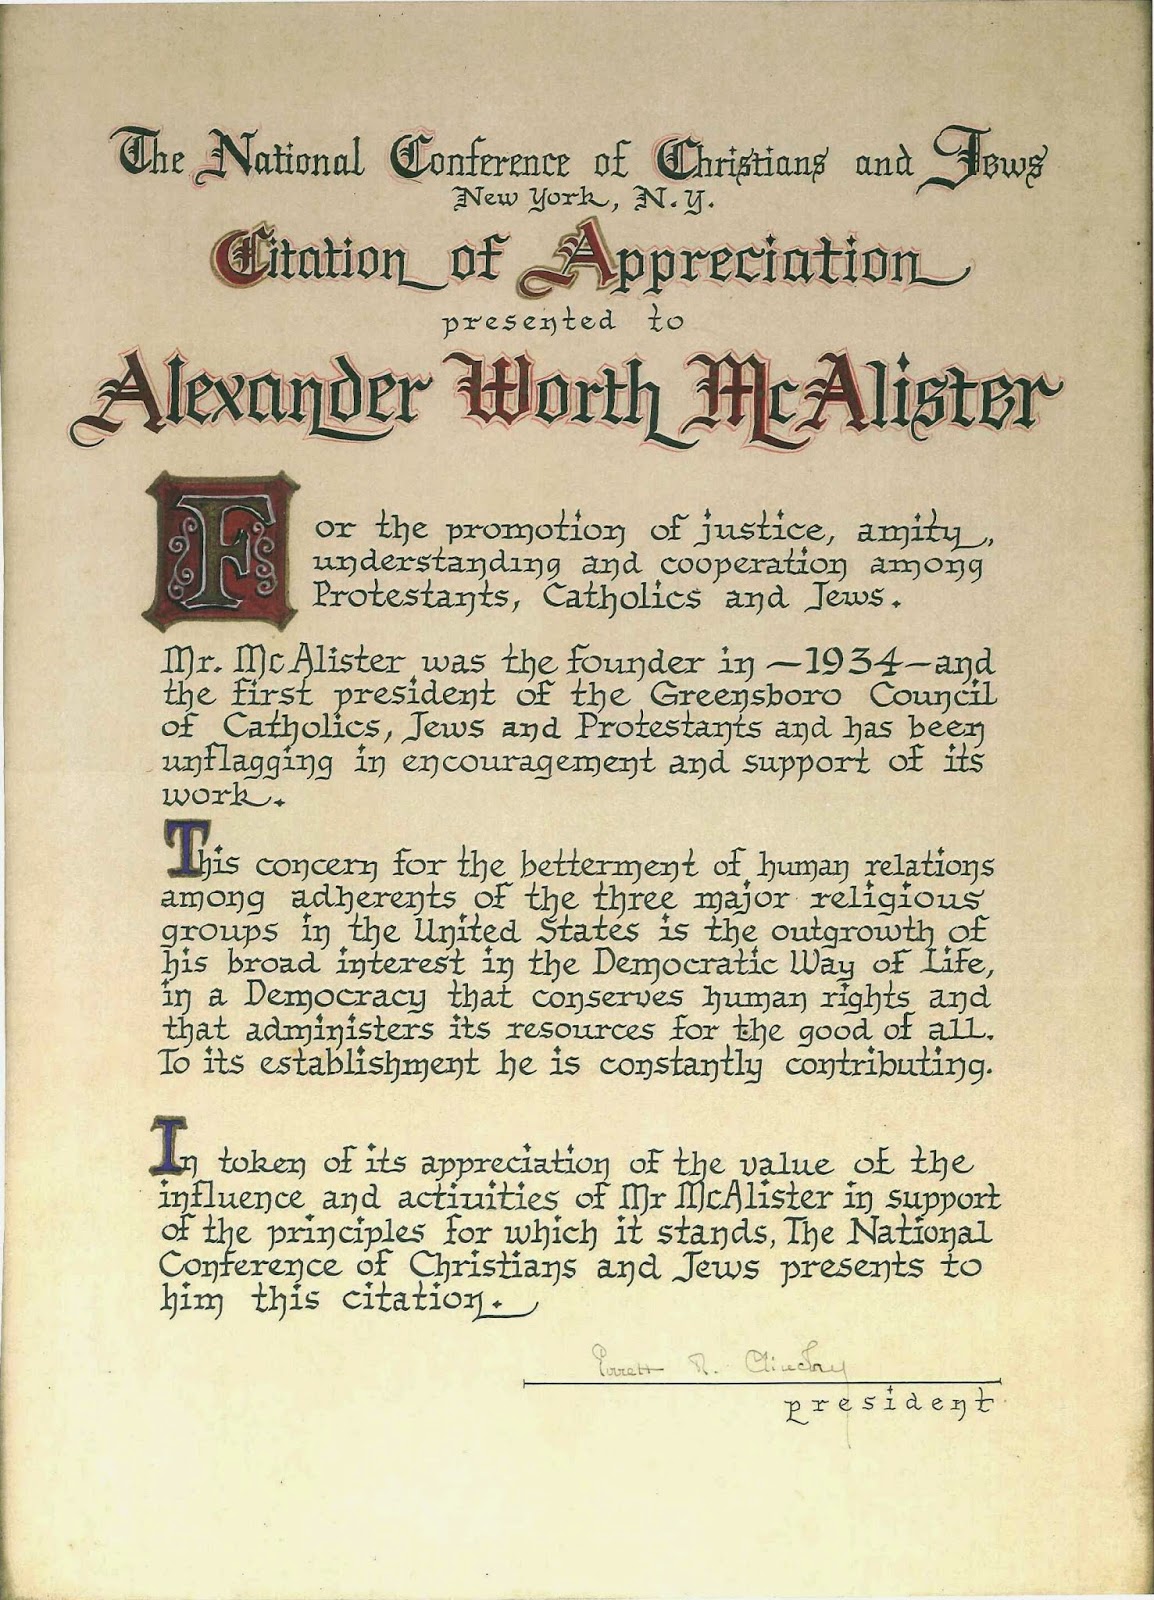 The National Conference of Christians and Jews
New York, N.Y.
Citation of Appreciation
presented to
Alexander Worth McAlister
For the promotion of justice, amity,
understanding and cooperation among
Protestants, Catholics and Jews.
Mr. McAlister was the founder in —1934— and
the first president of the Greensboro Council
of Catholics, Jews and Protestants and has been
unflagging in encouragement and support of its
work.
This concern for the betterment of human relations
among adherents of the three major religious
groups in the United States is the outgrowth of
his broad interest in the Democratic Way of Life,
in a Democracy that conserves human rights and
that administers its resources for the good of all.
To its establishment he is constantly contributing.
In token of its appreciation of the value of the
influence and activities of Mr McAlister in support
of the principles for which it stands, The National
Conference of Christians and Jews presents to
him this citation.
Everett R. Clinchy
president